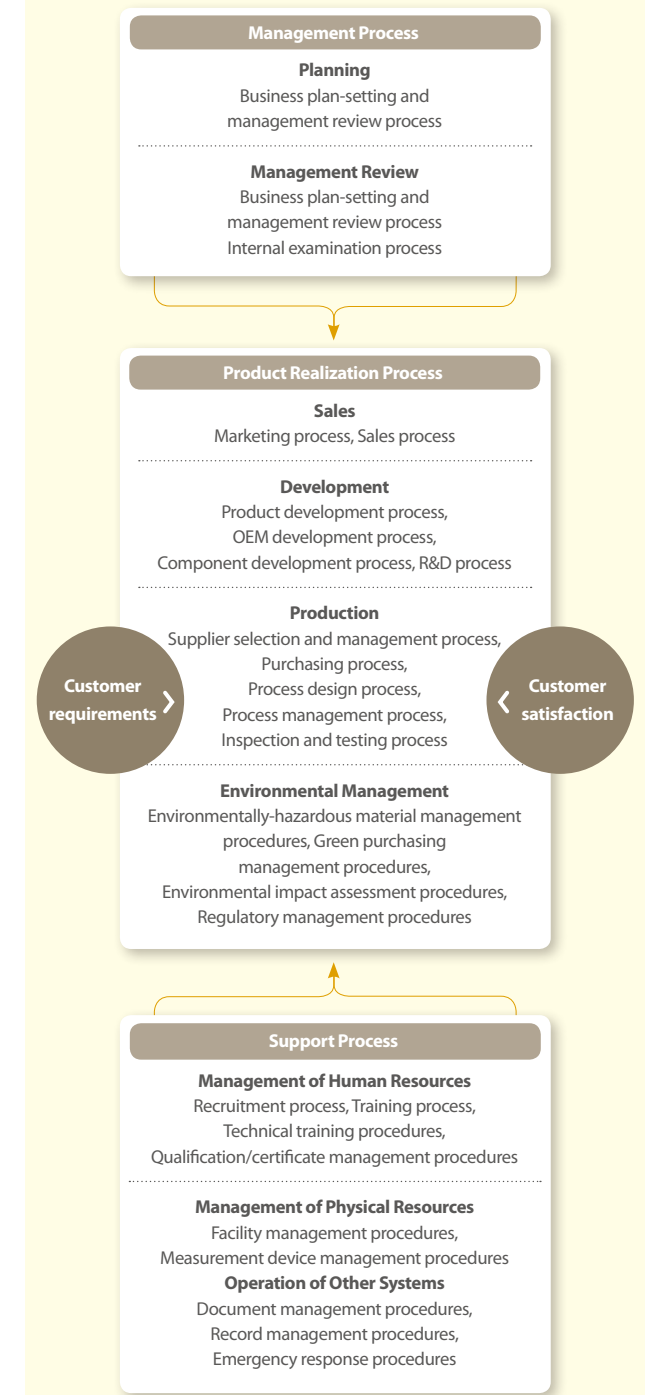 Management Process
Planning
Business plan-setting and
management review process
Management Review
Business plan-setting and
management review process
Internal examination process
Product Realization Process
Sales
Marketing process, Sales process
Development
Product development process,
OEM development process,
Component development process, R&D process
Production
Supplier selection and management process,
Purchasing process,
Process design process,
Process management process,
Inspection and testing process
Customer
requirements
Customer
satisfaction
Environmental Management
Environmentally-hazardous material management
procedures, Green purchasing
management procedures,
Environmental impact assessment procedures,
Regulatory management procedures
Support Process
Management of Human Resources
Recruitment process, Training process,
Technical training procedures,
Qualification/certificate management procedures
Management of Physical Resources
Facility management procedures,
Measurement device management procedures
Operation of Other Systems
Document management procedures,
Record management procedures,
Emergency response procedures